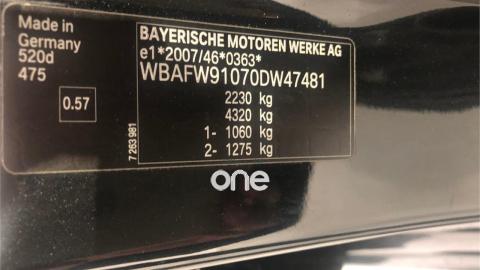 Made in
Germany
520d
475
0.57
7 263 981
BAYERISCHE MOTOREN WERKE AG
e1*2007/46*0363*
WBAFW91070DW47481
2230 kg
4320 kg
1- 1060 kg
2- 1275 kg
one